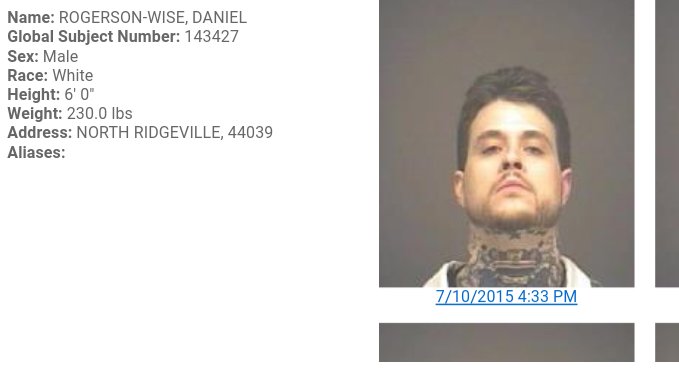 Name: ROGERSON-WISE, DANIEL
Global Subject Number: 143427
Sex: Male
Race: White
Height: 6' 0"
Weight: 230.0 lbs
Address: NORTH RIDGEVILLE, 44039
Aliases:
7/10/2015 4:33 PM